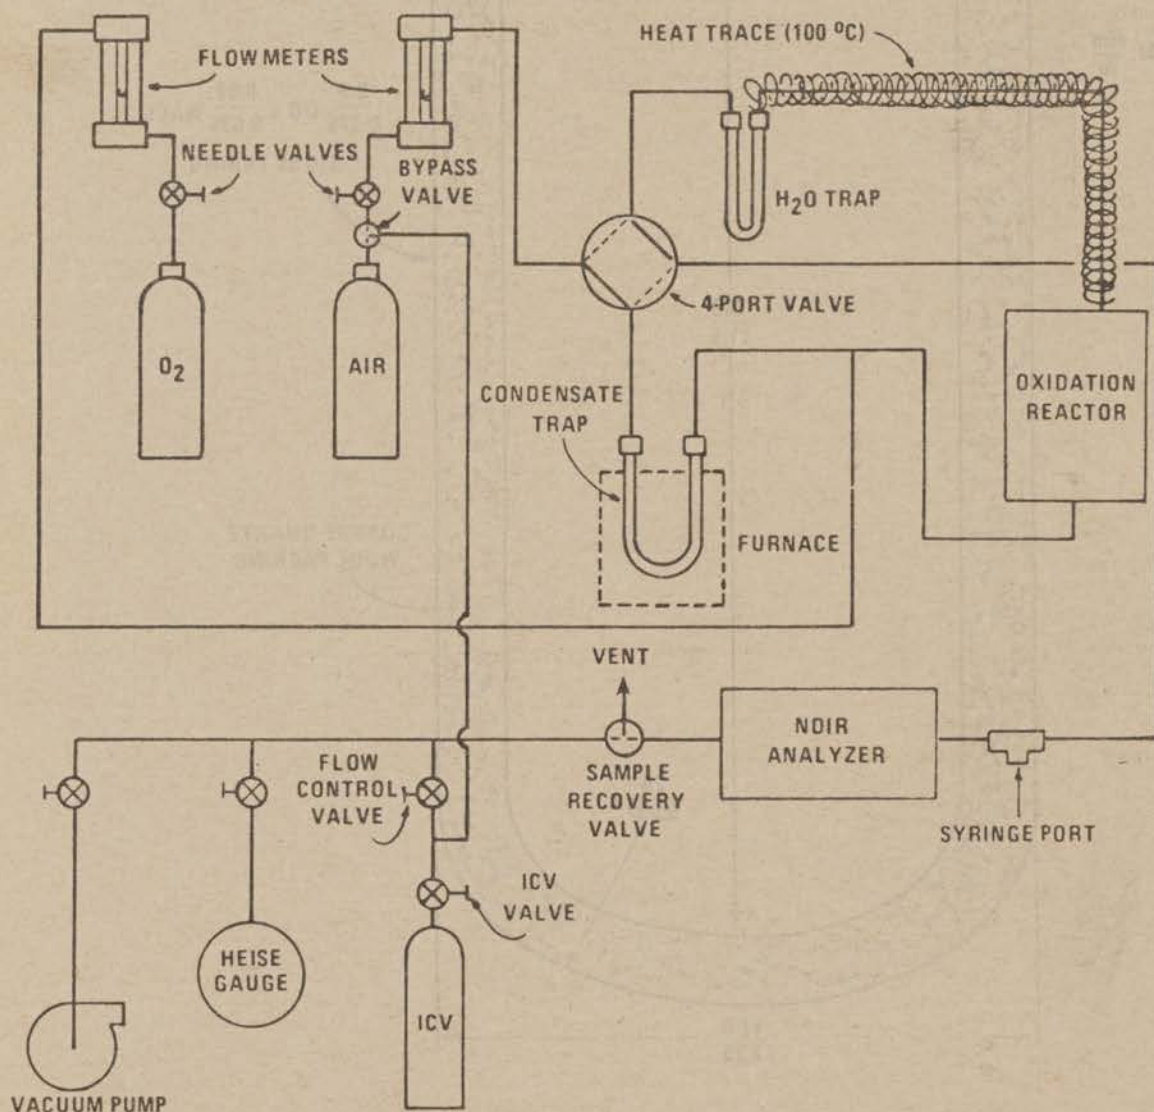 FLOW METERS
HEAT TRACE (100 °C)
NEEDLE VALVES
BYPASS
VALVE
H₂O TRAP
4-PORT VALVE
O₂
AIR
CONDENSATE
TRAP
OXIDATION
REACTOR
FURNACE
VENT
NDIR
ANALYZER
FLOW
CONTROL
VALVE
SAMPLE
RECOVERY
VALVE
SYRINGE PORT
ICV
VALVE
HEISE
GAUGE
ICV
VACUUM PUMP